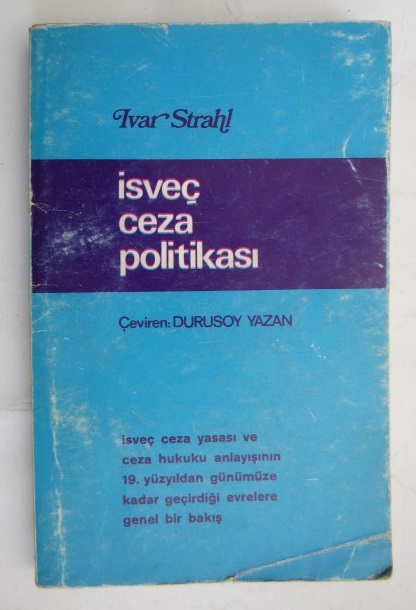 Ivar Strahl
isveç
ceza
politikası
Çeviren: DURUSOY YAZAN
isveç ceza yasası ve
ceza hukuku anlayışının
19. yüzyıldan günümüze
kadar geçirdiği evrelere
genel bir bakış